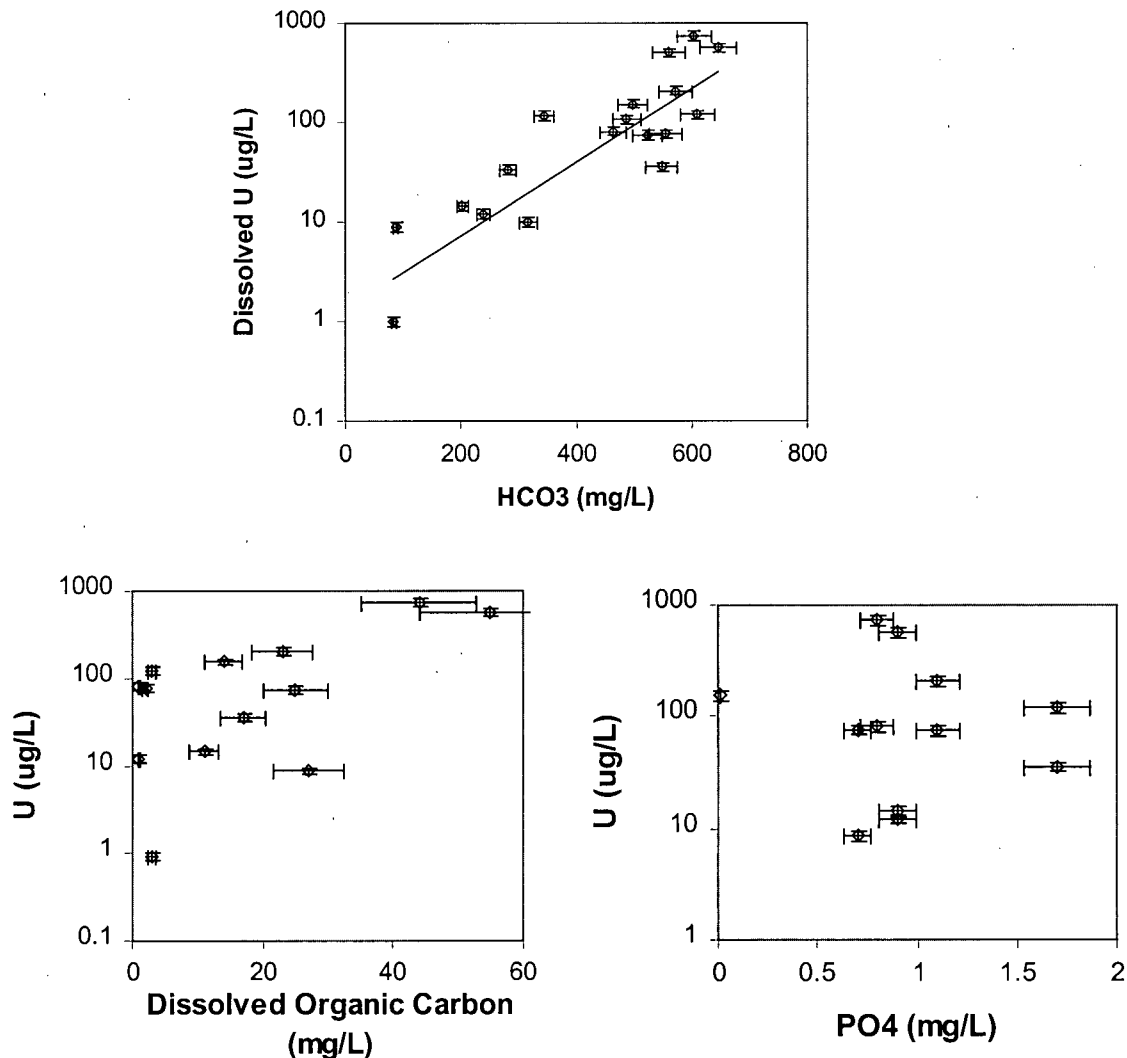 1000
100
10
1
0.1
Dissolved U (ug/L)
0 200 400 600 800
HCO3 (mg/L)
1000
100
10
1
0.1
U (ug/L)
0 20 40 60
Dissolved Organic Carbon
(mg/L)
1000
100
10
1
U (ug/L)
0 0.5 1 1.5 2
PO4 (mg/L)